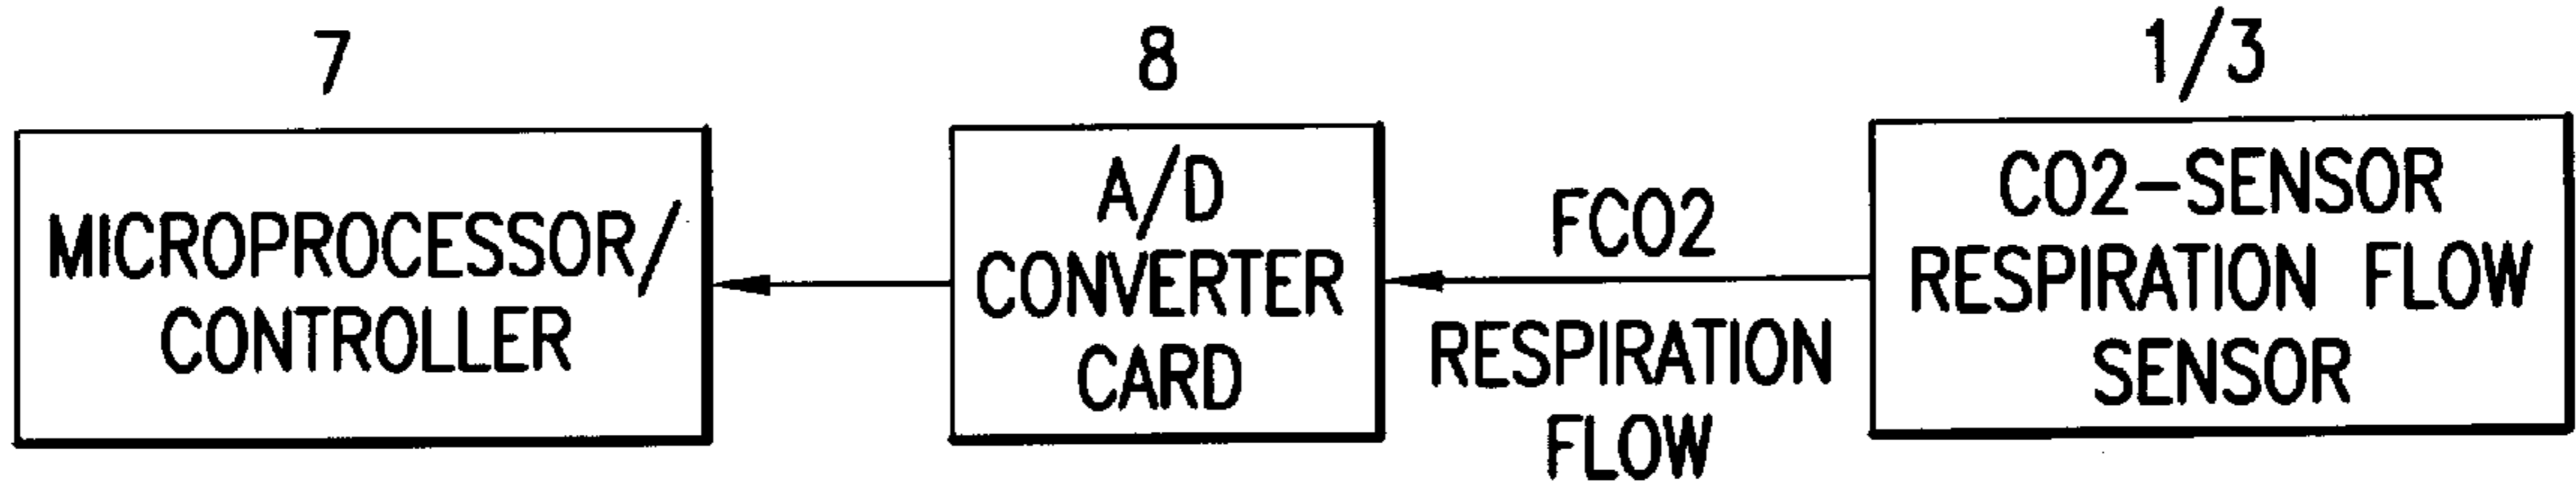 7
MICROPROCESSOR/
CONTROLLER
8
A/D
CONVERTER
CARD
FCO2
RESPIRATION
FLOW
1/3
CO2-SENSOR
RESPIRATION FLOW
SENSOR